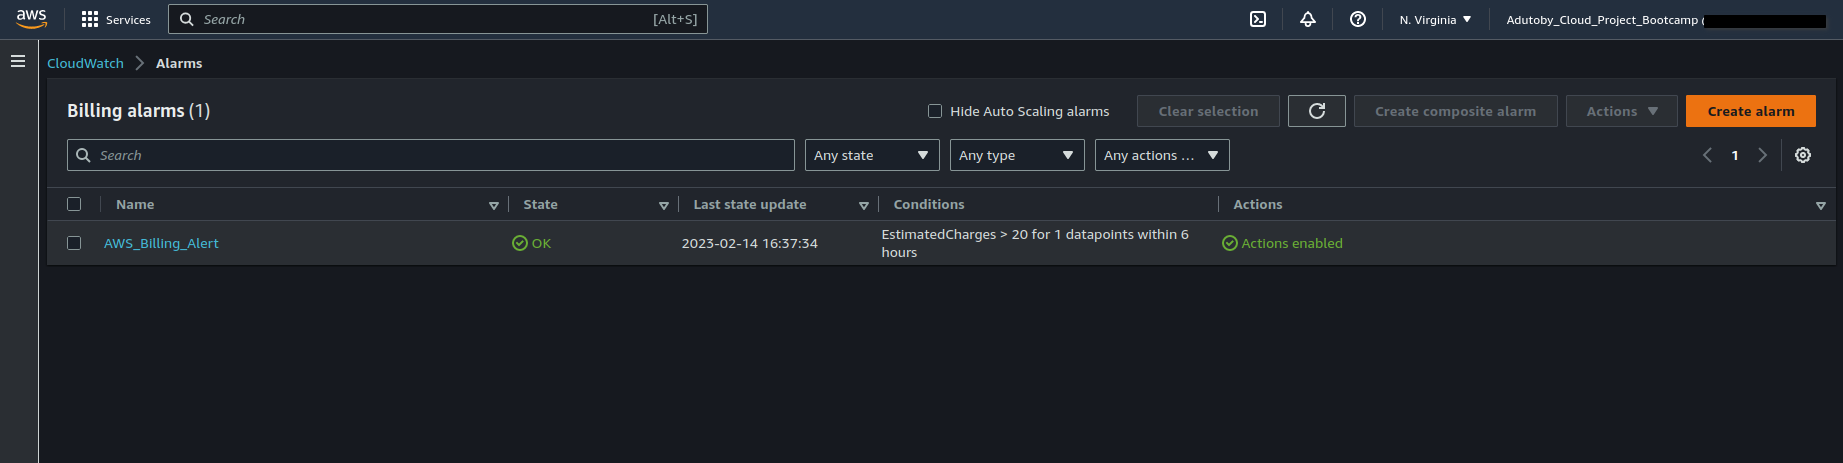 aws Services Search [Alt+S] N. Virginia Adutoby_Cloud_Project_Bootcamp (
CloudWatch Alarms
Billing alarms (1) Hide Auto Scaling alarms Clear selection Create composite alarm Actions Create alarm
Search Any state Any type Any actions ... 1
Name State Last state update Conditions Actions
AWS_Billing_Alert OK 2023-02-14 16:37:34 EstimatedCharges > 20 for 1 datapoints within 6
hours Actions enabled